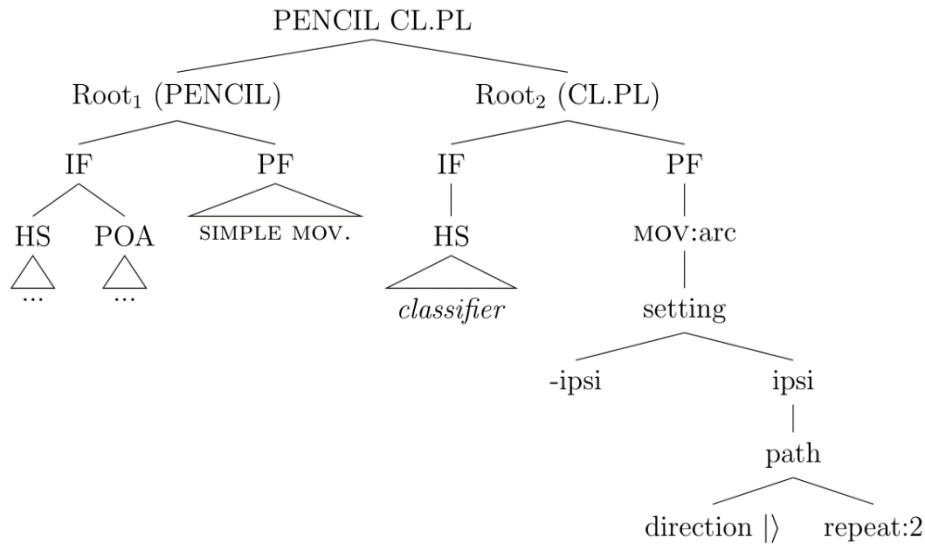 PENCIL CL.PL
Root₁ (PENCIL) Root₂ (CL.PL)
IF PF IF PF
HS POA SIMPLE MOV. HS MOV:arc
... ... classifier setting
-ipsi ipsi
path
direction |⟩ repeat:2